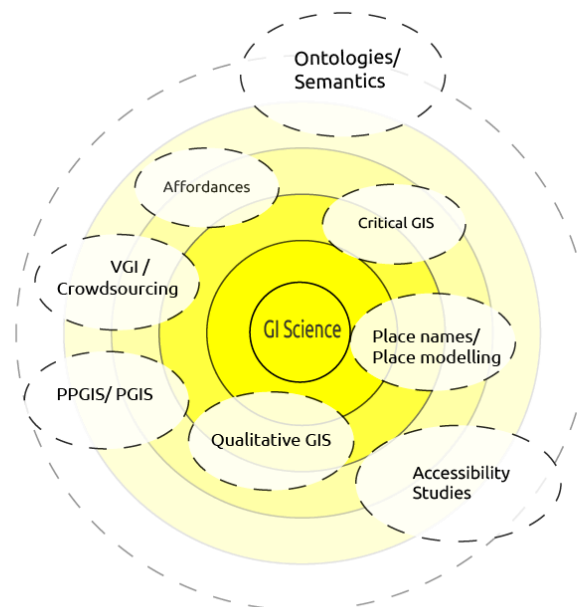 Ontologies/
Semantics
Affordances
Critical GIS
VGI /
Crowdsourcing
GI Science
Place names/
Place modelling
PPGIS/ PGIS
Qualitative GIS
Accessibility
Studies